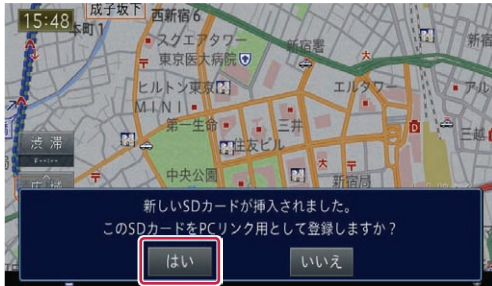 15:48
成子坂下
西新宿6
本町1
スクエアタワー
東京医大病院
新宿署
ヒルトン東京
エルタワー
アル
MINI
第一生命
三井
住友ビル
三越
渋滞
中央公園
新宿局
広域
新しいSDカードが挿入されました。
このSDカードをPCリンク用として登録しますか？
はい
いいえ